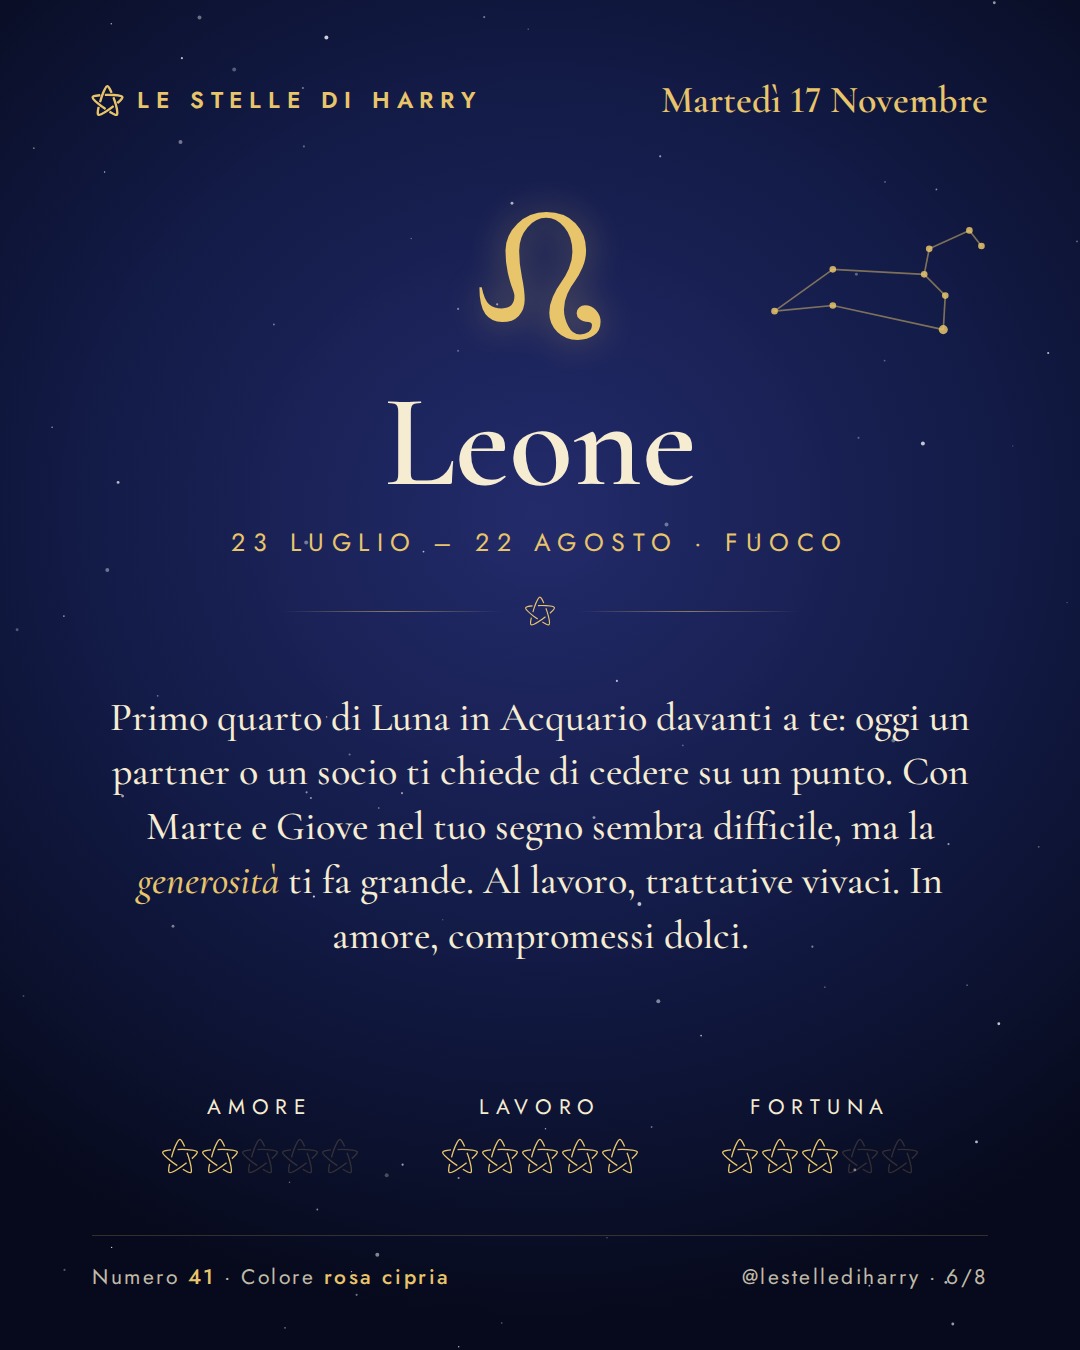 LE STELLE DI HARRY
Martedì 17 Novembre
Leone
23 LUGLIO – 22 AGOSTO · FUOCO
Primo quarto di Luna in Acquario davanti a te: oggi un
partner o un socio ti chiede di cedere su un punto. Con
Marte e Giove nel tuo segno sembra difficile, ma la
generosità ti fa grande. Al lavoro, trattative vivaci. In
amore, compromessi dolci.
AMORE
LAVORO
FORTUNA
Numero 41 · Colore rosa cipria
@lestellediharry · 6/8